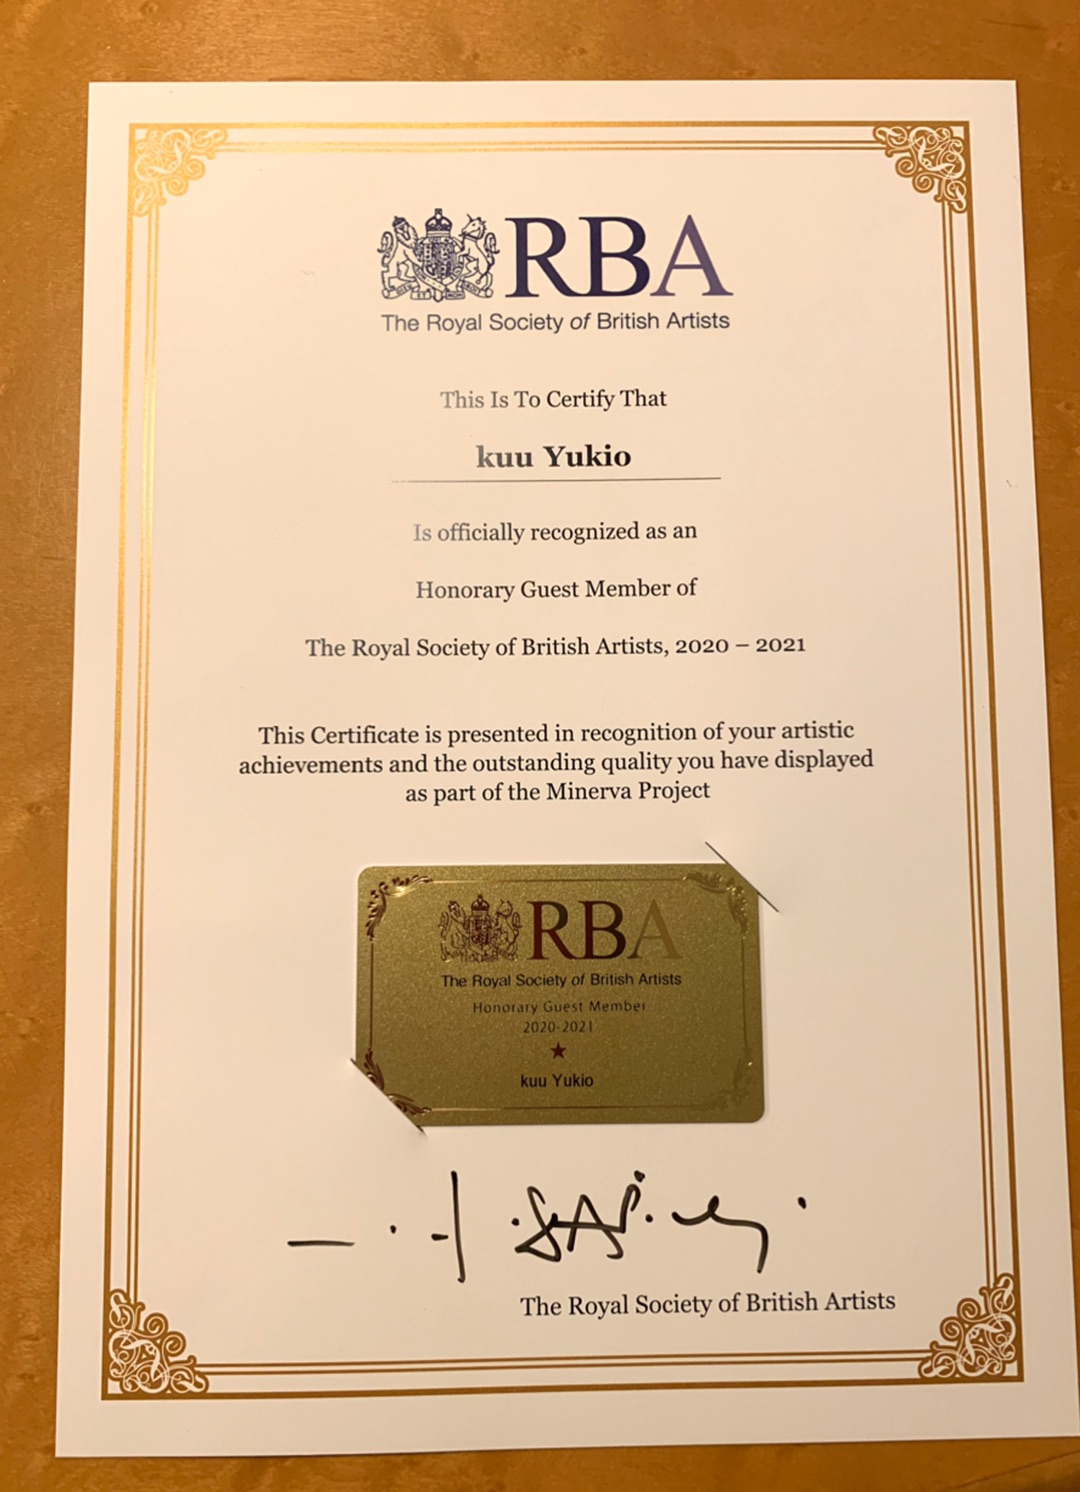 RBA
The Royal Society of British Artists
This Is To Certify That
kuu Yukio
Is officially recognized as an
Honorary Guest Member of
The Royal Society of British Artists, 2020 – 2021
This Certificate is presented in recognition of your artistic
achievements and the outstanding quality you have displayed
as part of the Minerva Project
RBA
The Royal Society of British Artists
Honorary Guest Member
2020-2021
kuu Yukio
The Royal Society of British Artists